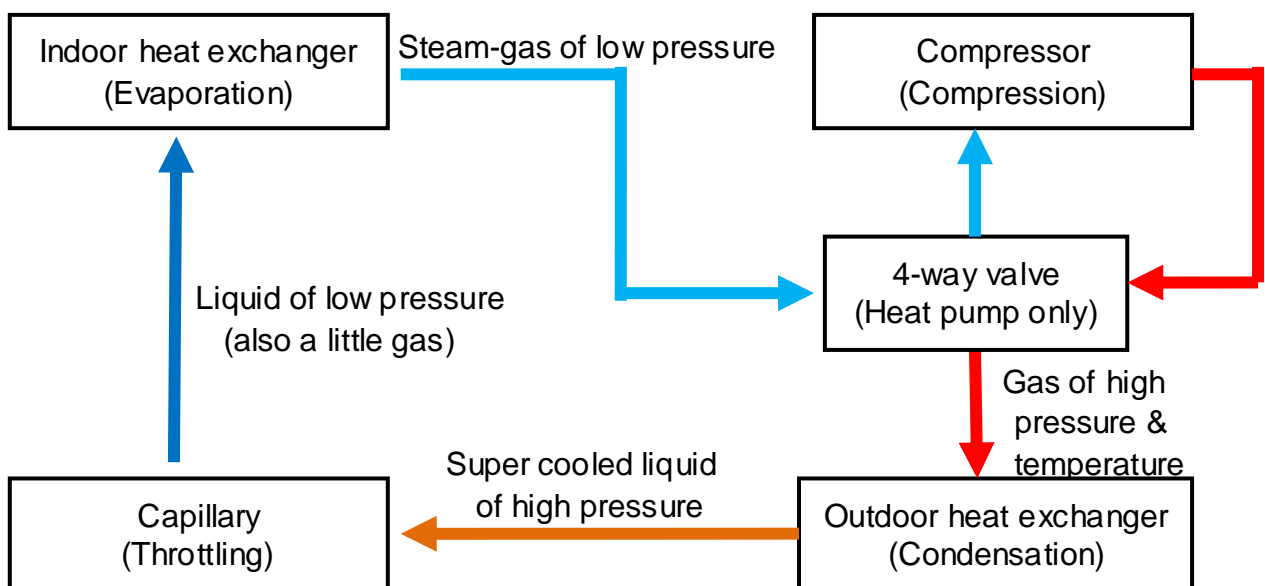 Indoor heat exchanger
(Evaporation)
Steam-gas of low pressure
Compressor
(Compression)
4-way valve
(Heat pump only)
Liquid of low pressure
(also a little gas)
Gas of high
pressure &
temperature
Super cooled liquid
of high pressure
Capillary
(Throttling)
Outdoor heat exchanger
(Condensation)